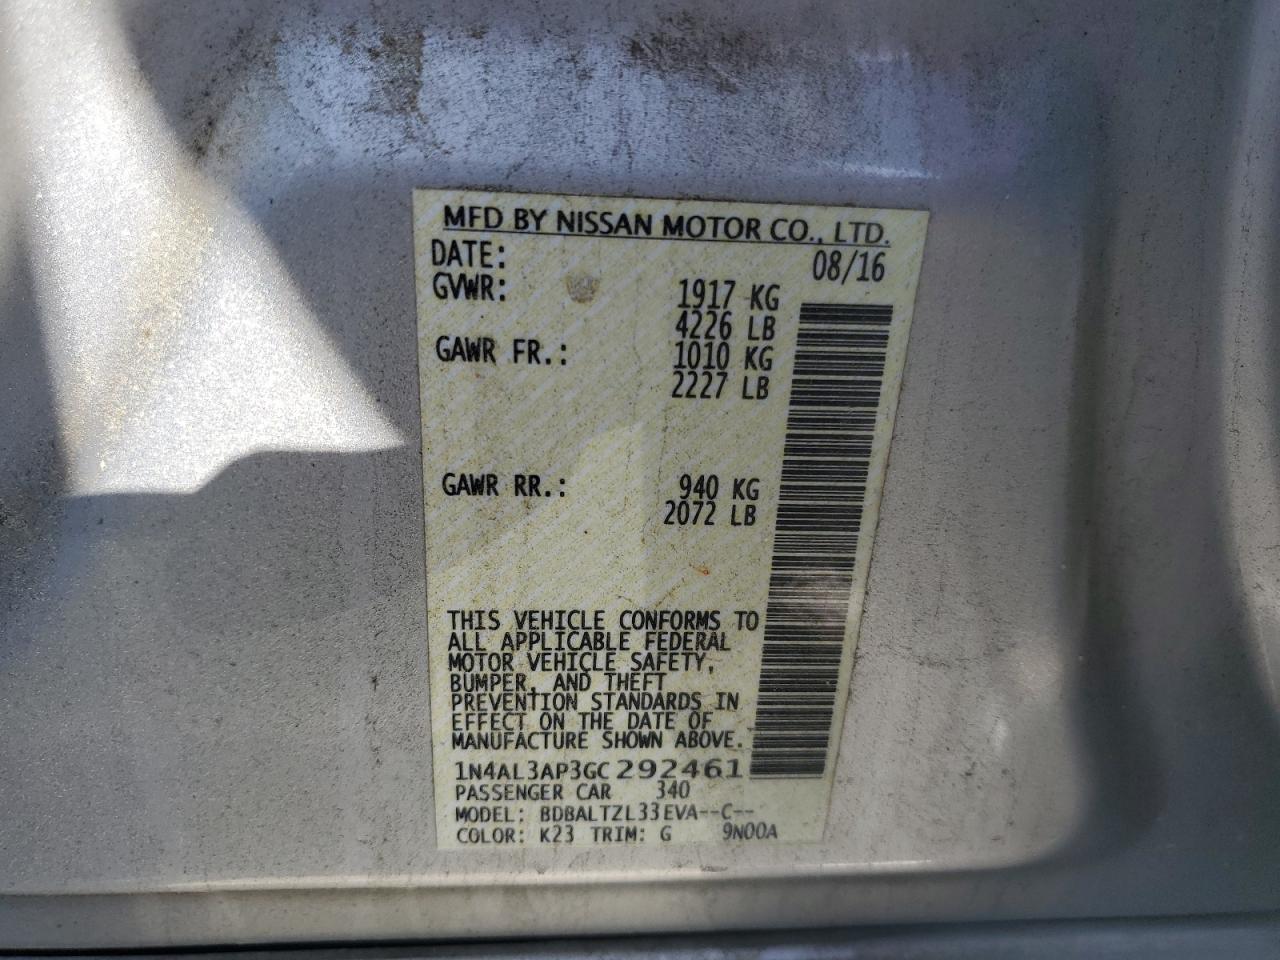 MFD BY NISSAN MOTOR CO., LTD.
DATE: 08/16
GVWR: 1917 KG
4226 LB
GAWR FR.: 1010 KG
2227 LB
GAWR RR.: 940 KG
2072 LB
THIS VEHICLE CONFORMS TO
ALL APPLICABLE FEDERAL
MOTOR VEHICLE SAFETY,
BUMPER, AND THEFT
PREVENTION STANDARDS IN
EFFECT ON THE DATE OF
MANUFACTURE SHOWN ABOVE.
1N4AL3AP3GC292461
PASSENGER CAR 340
MODEL: BDBALTZL33EVA--C--
COLOR: K23 TRIM: G 9N00A